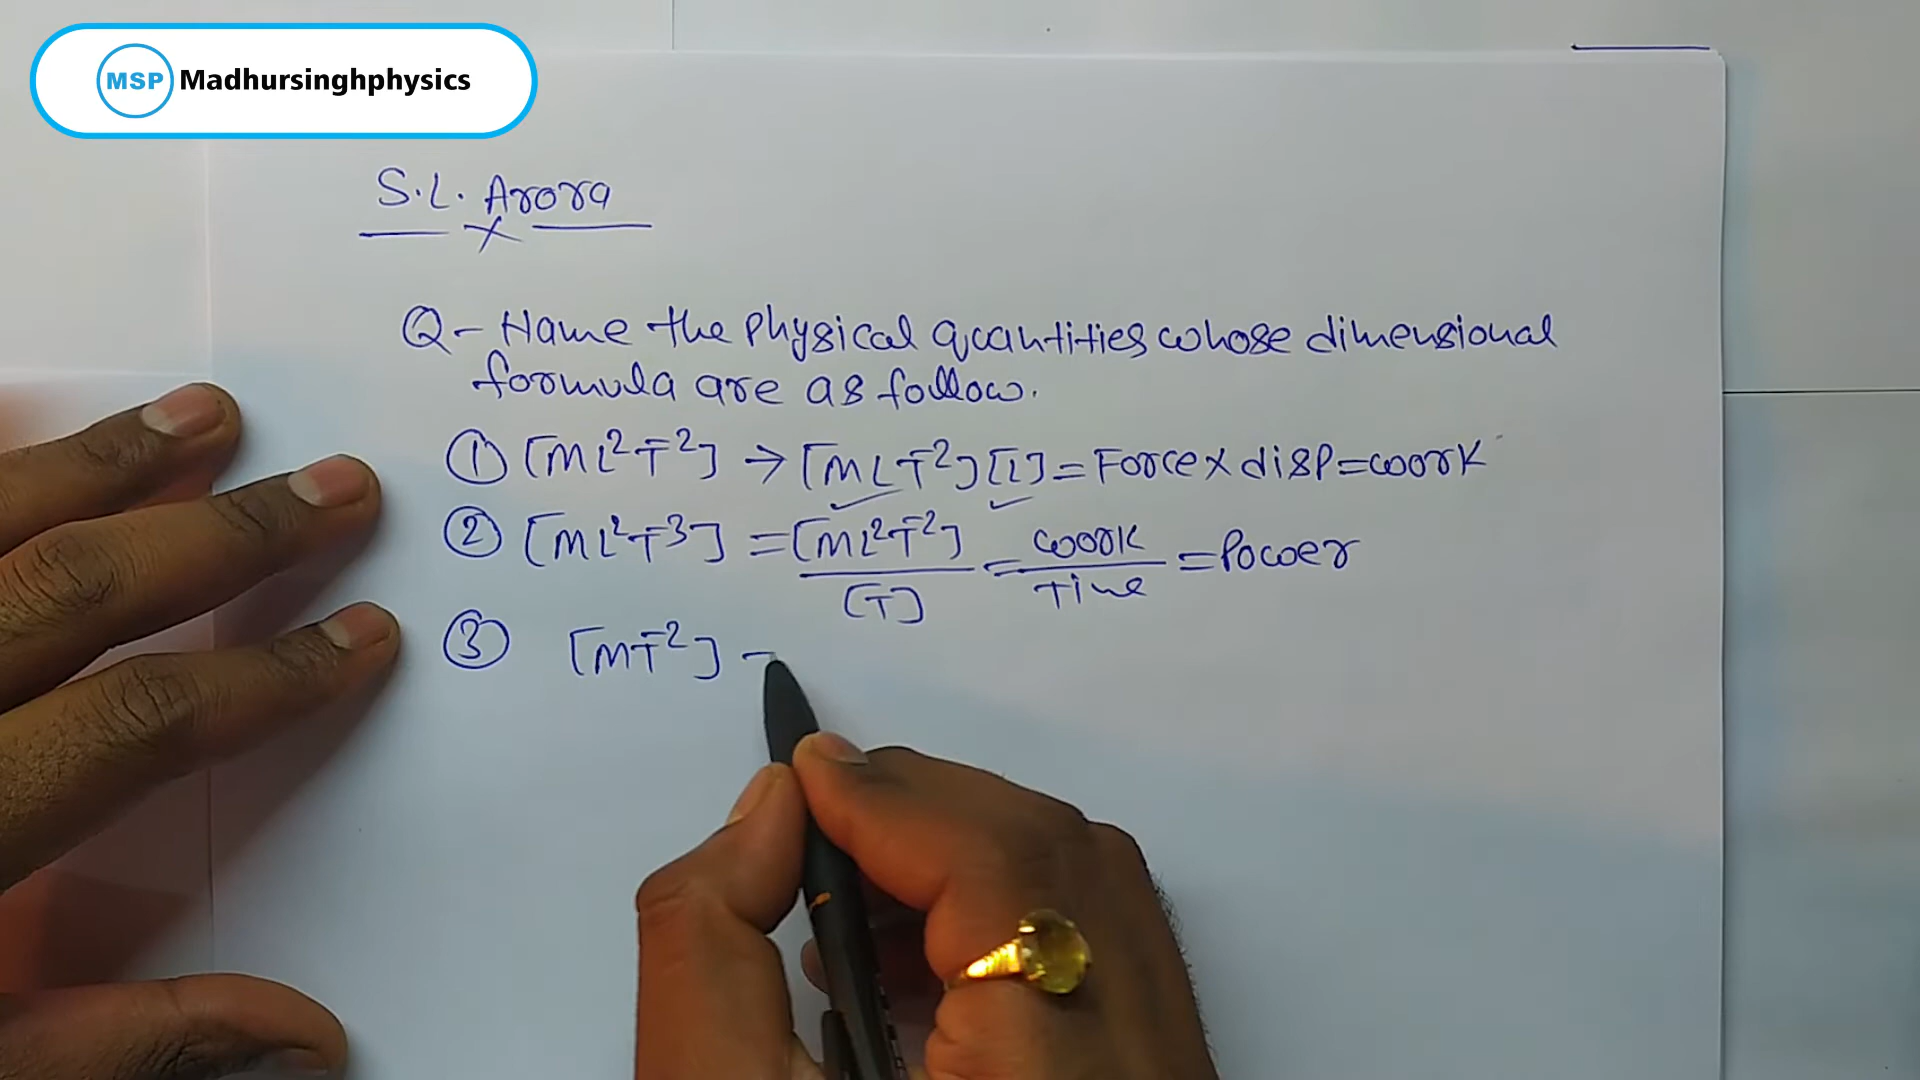 MSP Madhursinghphysics
S.L. Arora
Q - Name the physical quantities whose dimensional
formula are as follow.
① [ML²T⁻²] → [MLT⁻²][L] = Force × disp = work
② [ML²T⁻³] = [ML²T⁻²] / [T] = work / Time = Power
③ [MT⁻²] -